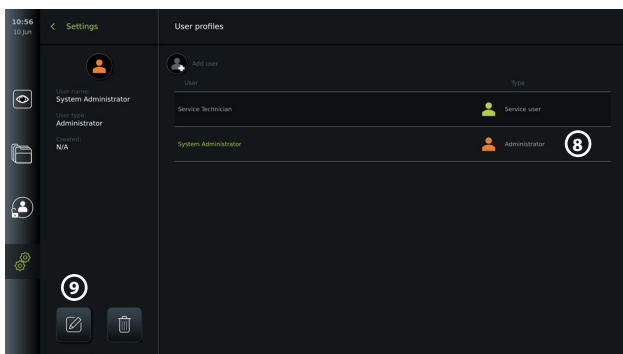 10:56
10 Jun
Settings
User profiles
Add user
User name:
System Administrator
User type:
Administrator
Created:
N/A
User
Type
Service Technician
Service user
System Administrator
Administrator
8
9